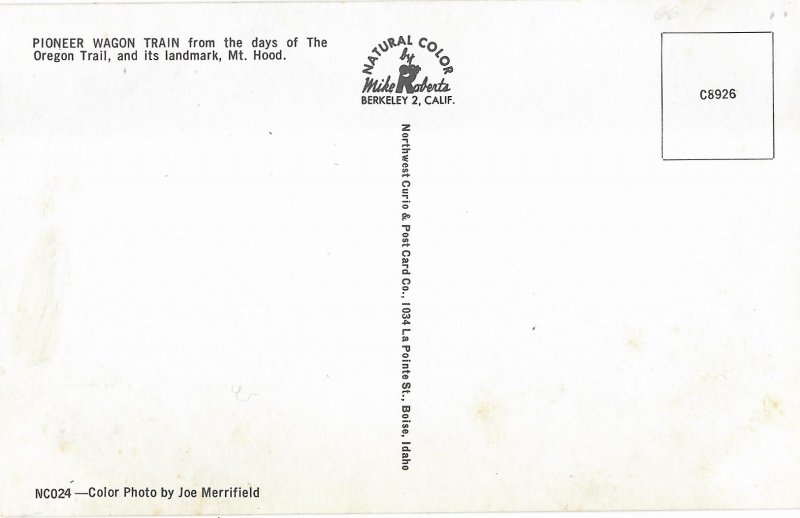 PIONEER WAGON TRAIN from the days of The
Oregon Trail, and its landmark, Mt. Hood.
NATURAL COLOR
by
Mike Roberts
BERKELEY 2, CALIF.
C8926
Northwest Curio & Post Card Co., 1034 La Pointe St., Boise, Idaho
NC024—Color Photo by Joe Merrifield